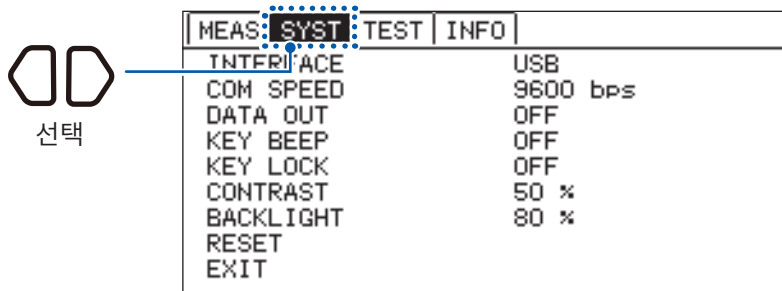 MEAS SYST TEST INFO
INTERFACE USB
COM SPEED 9600 bps
DATA OUT OFF
KEY BEEP OFF
KEY LOCK OFF
CONTRAST 50 %
BACKLIGHT 80 %
RESET
EXIT
선택